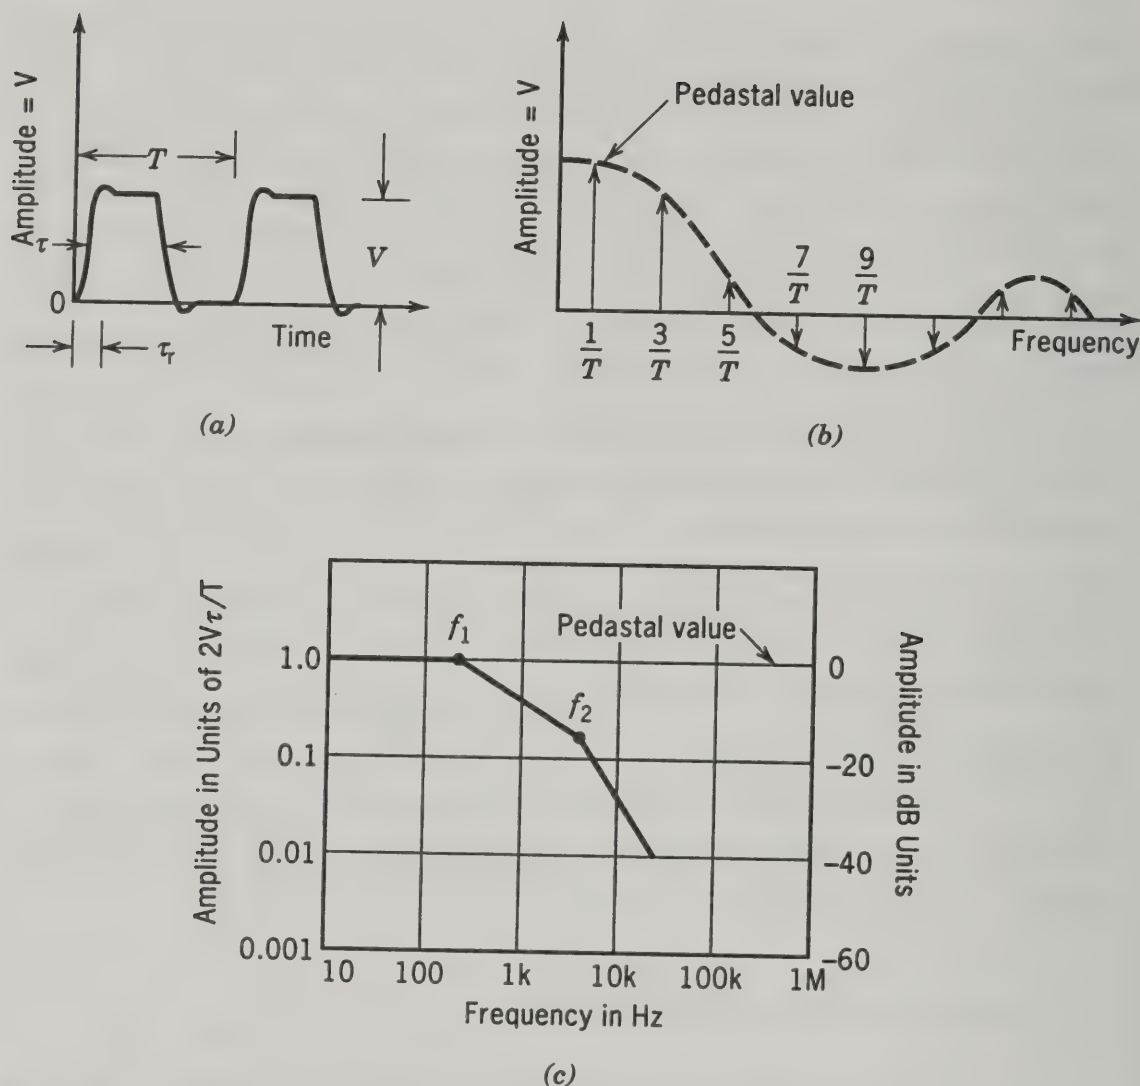 Amplitude = V
T
τ
V
0
Time
τr
(a)
Amplitude = V
Pedastal value
7/T
9/T
1/T
3/T
5/T
Frequency
(b)
Amplitude in Units of 2Vτ/T
f1
Pedastal value
f2
1.0
0.1
0.01
0.001
0
-20
-40
-60
Amplitude in dB Units
10 100 1k 10k 100k 1M
Frequency in Hz
(c)